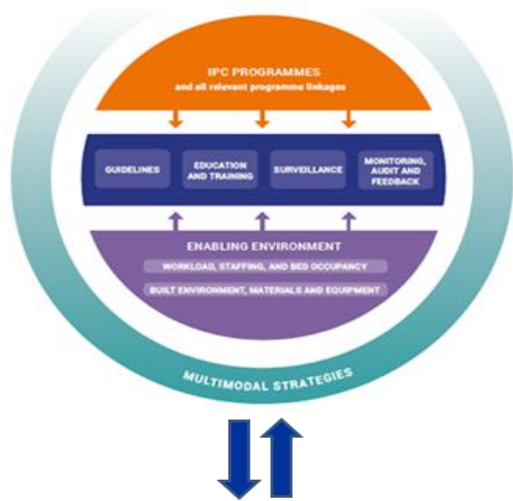 IPC PROGRAMMES
and all relevant programme linkages
GUIDELINES
EDUCATION
AND TRAINING
SURVEILLANCE
MONITORING,
AUDIT AND
FEEDBACK
ENABLING ENVIRONMENT
WORKLOAD, STAFFING, AND BED OCCUPANCY
BUILT ENVIRONMENT, MATERIALS AND EQUIPMENT
MULTIMODAL STRATEGIES